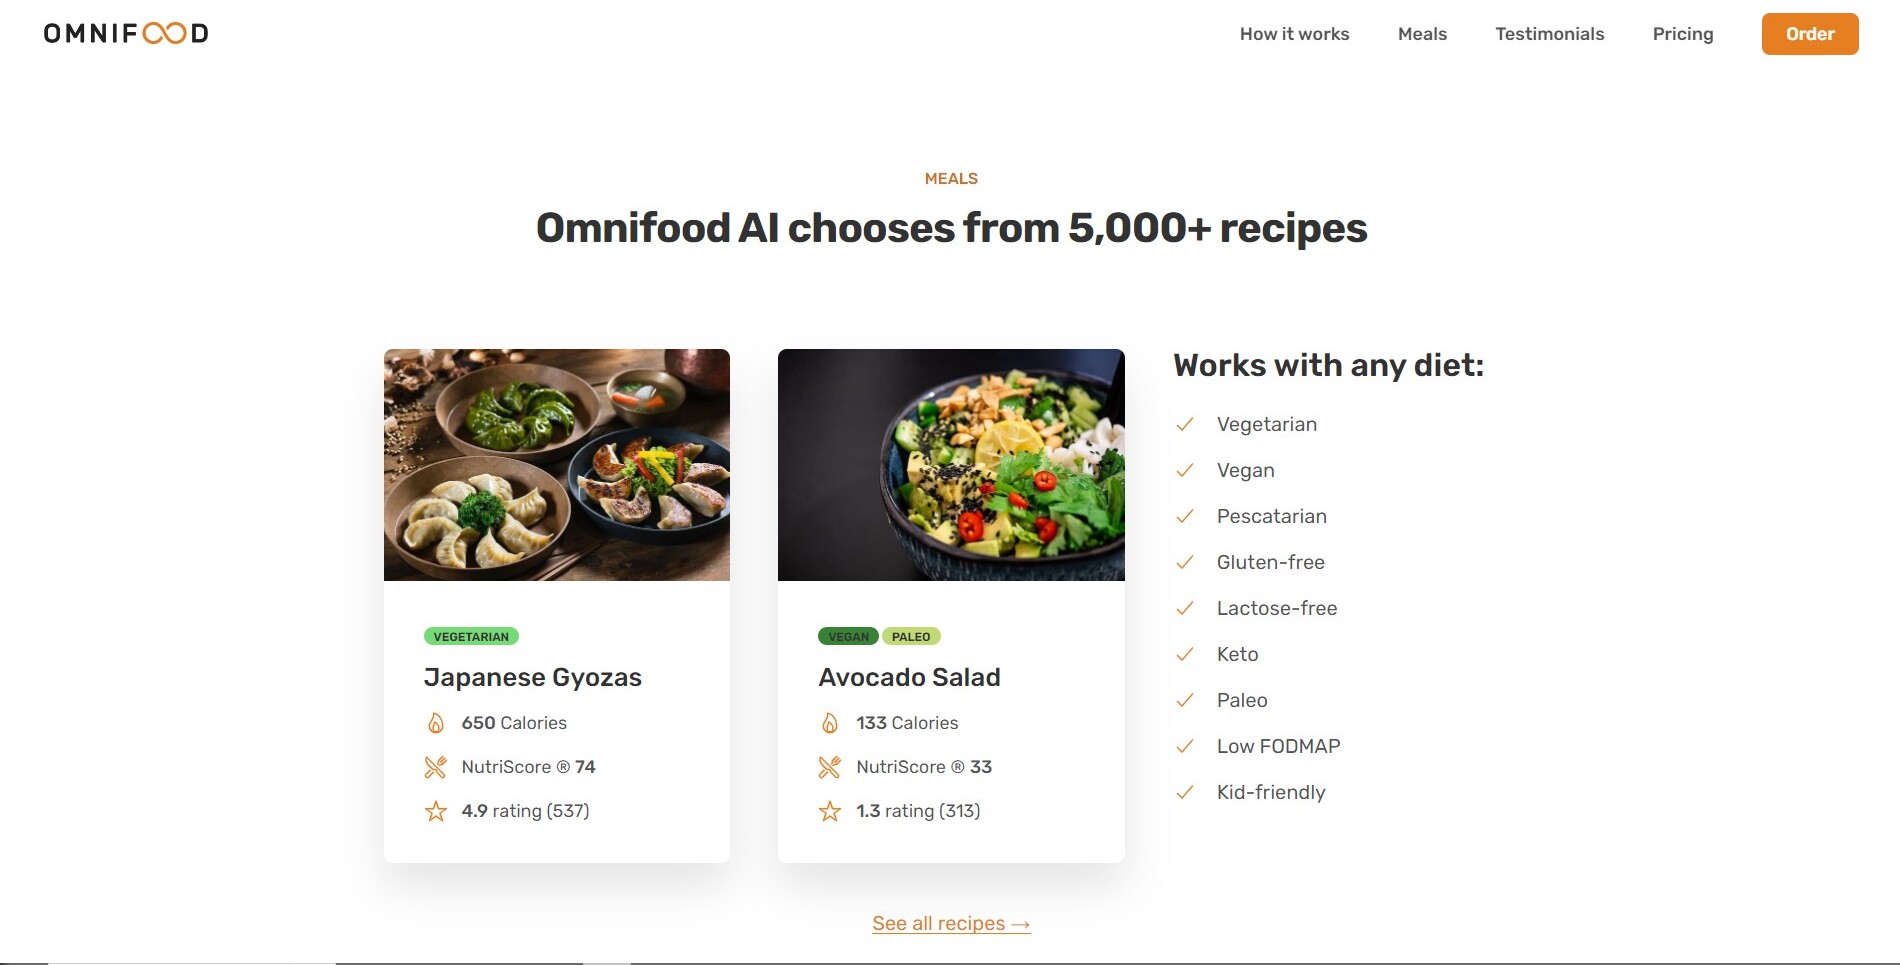 OMNIFOOD
How it works
Meals
Testimonials
Pricing
Order
MEALS
Omnifood AI chooses from 5,000+ recipes
VEGETARIAN
Japanese Gyozas
650 Calories
NutriScore ® 74
4.9 rating (537)
VEGAN PALEO
Avocado Salad
133 Calories
NutriScore ® 33
1.3 rating (313)
Works with any diet:
Vegetarian
Vegan
Pescatarian
Gluten-free
Lactose-free
Keto
Paleo
Low FODMAP
Kid-friendly
See all recipes →